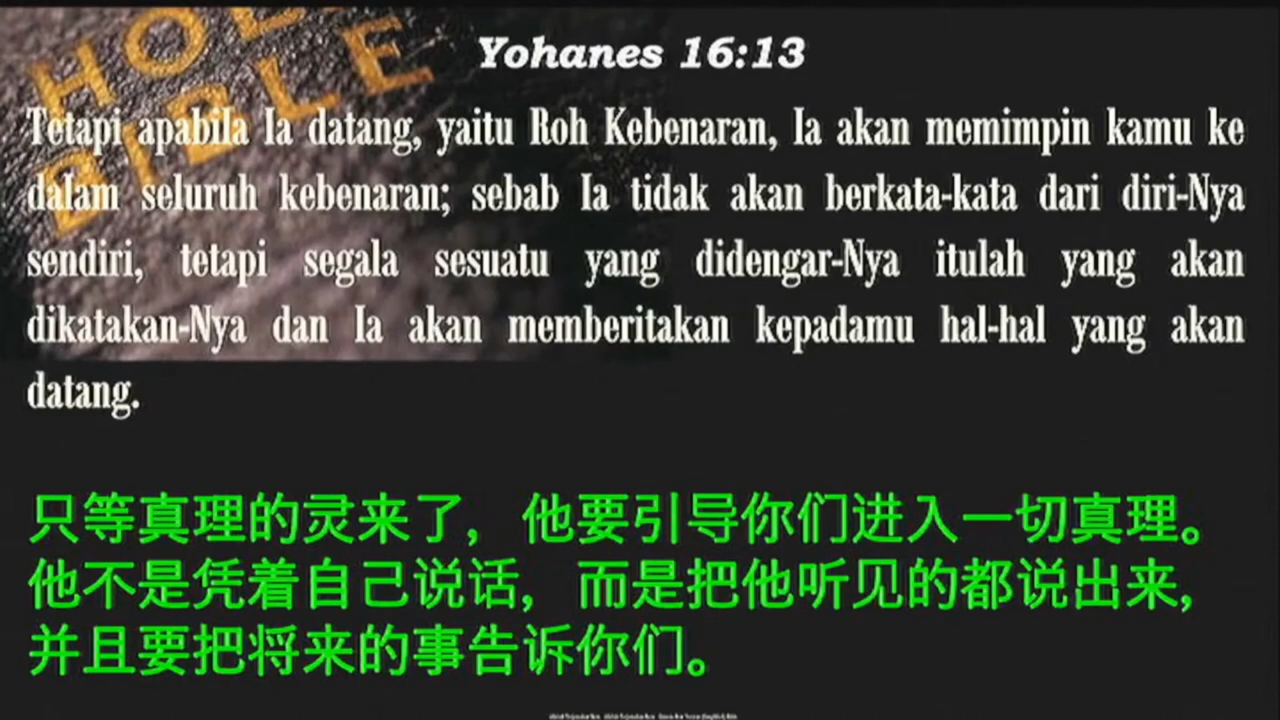 HOL
BIBLE
Yohanes 16:13
Tetapi apabila Ia datang, yaitu Roh Kebenaran, Ia akan memimpin kamu ke
dalam seluruh kebenaran; sebab Ia tidak akan berkata-kata dari diri-Nya
sendiri, tetapi segala sesuatu yang didengar-Nya itulah yang akan
dikatakan-Nya dan Ia akan memberitakan kepadamu hal-hal yang akan
datang.
只等真理的灵来了，他要引导你们进入一切真理。
他不是凭着自己说话，而是把他听见的都说出来，
并且要把将来的事告诉你们。